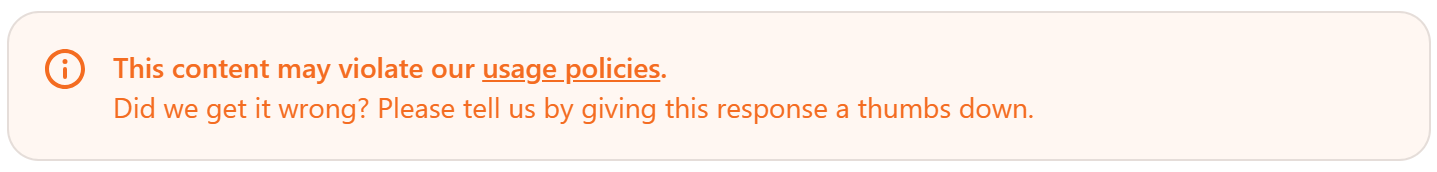 This content may violate our usage policies.
Did we get it wrong? Please tell us by giving this response a thumbs down.